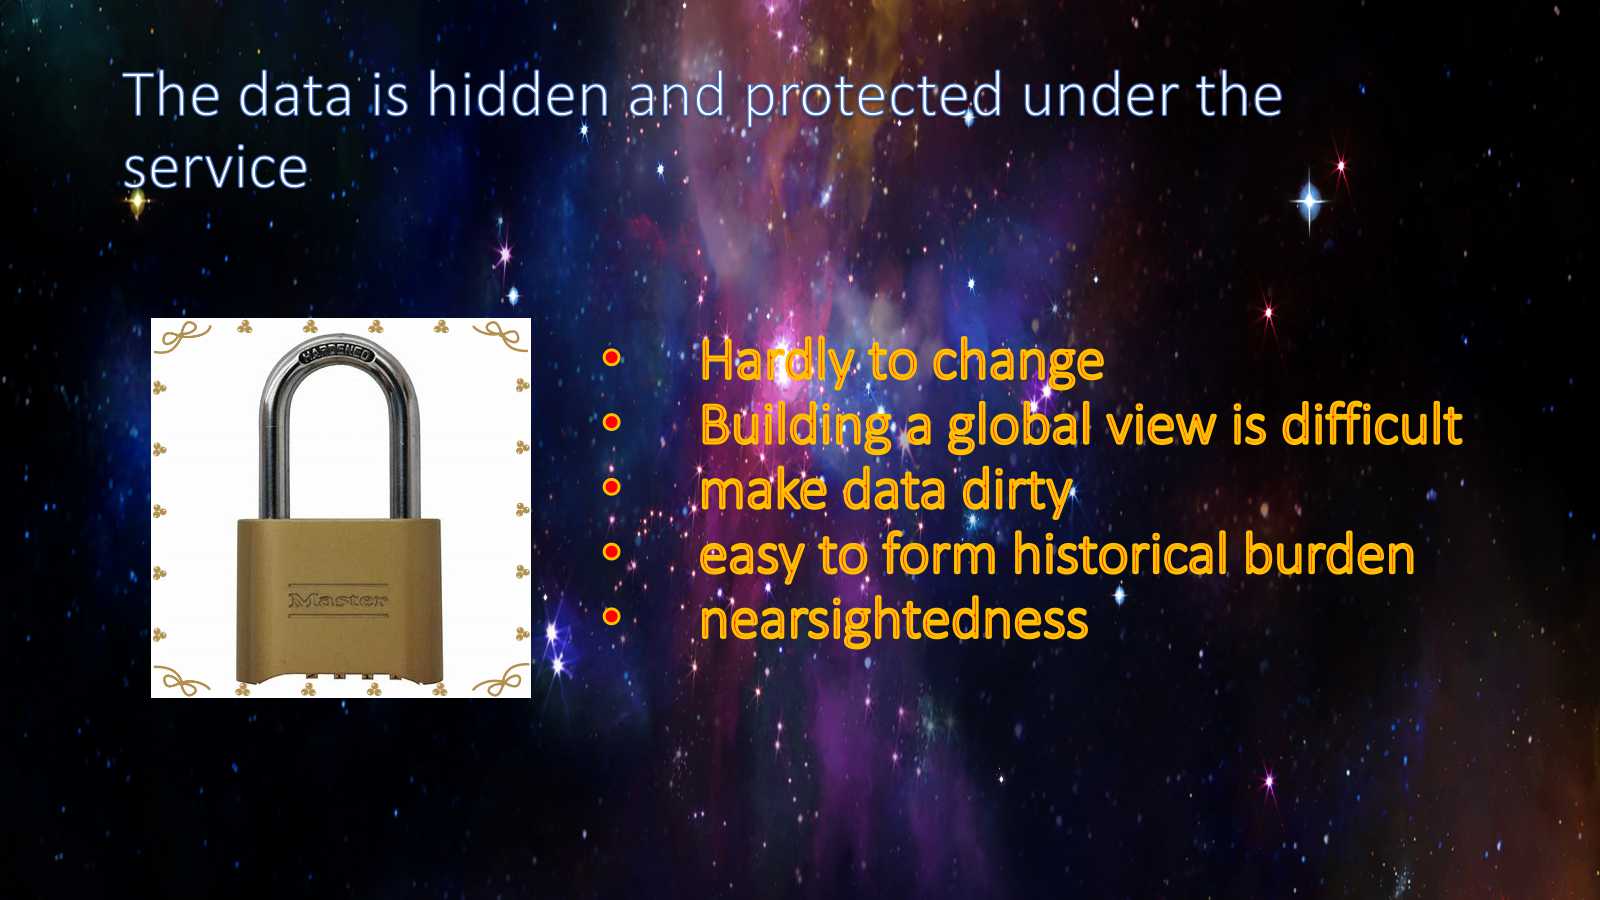 The data is hidden and protected under the
service
HARDENED
Master
• Hardly to change
• Building a global view is difficult
• make data dirty
• easy to form historical burden
• nearsightedness